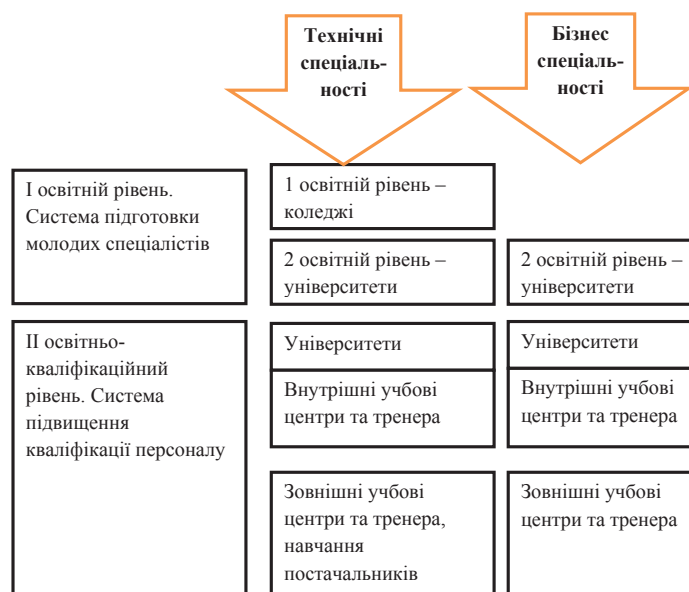 Технічні
спеціаль-
ності
Бізнес
спеціаль-
ності
І освітній рівень.
Система підготовки
молодих спеціалістів
1 освітній рівень –
коледжі
2 освітній рівень –
університети
2 освітній рівень –
університети
ІІ освітньо-
кваліфікаційний
рівень. Система
підвищення
кваліфікації персоналу
Університети
Університети
Внутрішні учбові
центри та тренера
Внутрішні учбові
центри та тренера
Зовнішні учбові
центри та тренера,
навчання
постачальників
Зовнішні учбові
центри та тренера